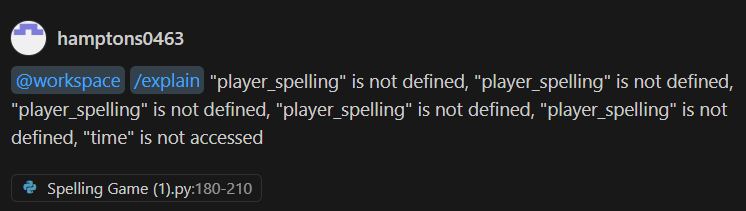 hamptons0463
@workspace /explain "player_spelling" is not defined, "player_spelling" is not defined,
"player_spelling" is not defined, "player_spelling" is not defined, "player_spelling" is not
defined, "time" is not accessed
Spelling Game (1).py:180-210